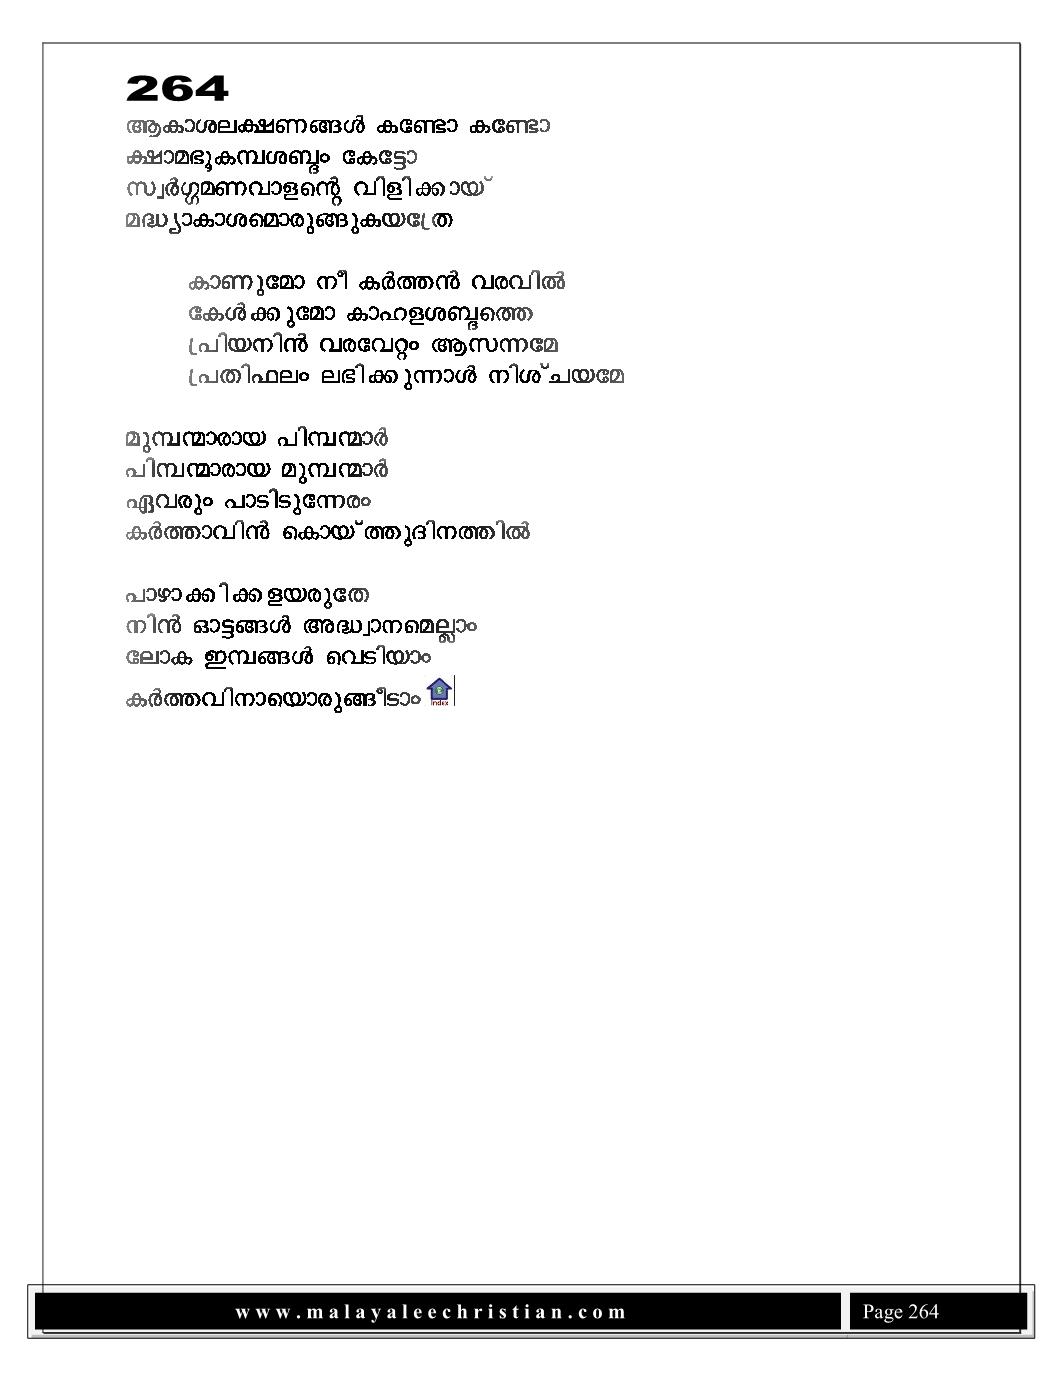 264
ആകാശലക്ഷണങ്ങൾ കണ്ടോ കണ്ടോ
ക്ഷാമഭൂകമ്പശബ്ദം കേട്ടോ
സ്വർഗ്ഗമണവാളന്റെ വിളിക്കായ്
മദ്ധ്യാകാശമൊരുങ്ങുകയത്രേ
കാണുമോ നീ കർത്തൻ വരവിൽ
കേൾക്കുമോ കാഹളശബ്ദത്തെ
പ്രിയനിൻ വരവേറ്റം ആസന്നമേ
പ്രതിഫലം ലഭിക്കുന്നാൾ നിശ്ചയമേ
മുമ്പന്മാരായ പിമ്പന്മാർ
പിമ്പന്മാരായ മുമ്പന്മാർ
ഏവരും പാടിടുന്നേരം
കർത്താവിൻ കൊയ്ത്തുദിനത്തിൽ
പാഴാക്കിക്കളയരുതേ
നിൻ ഓട്ടങ്ങൾ അദ്ധ്വാനമെല്ലാം
ലോക ഇമ്പങ്ങൾ വെടിയാം
കർത്തവിനായൊരുങ്ങീടാം Index
www.malayaleechristian.com Page 264